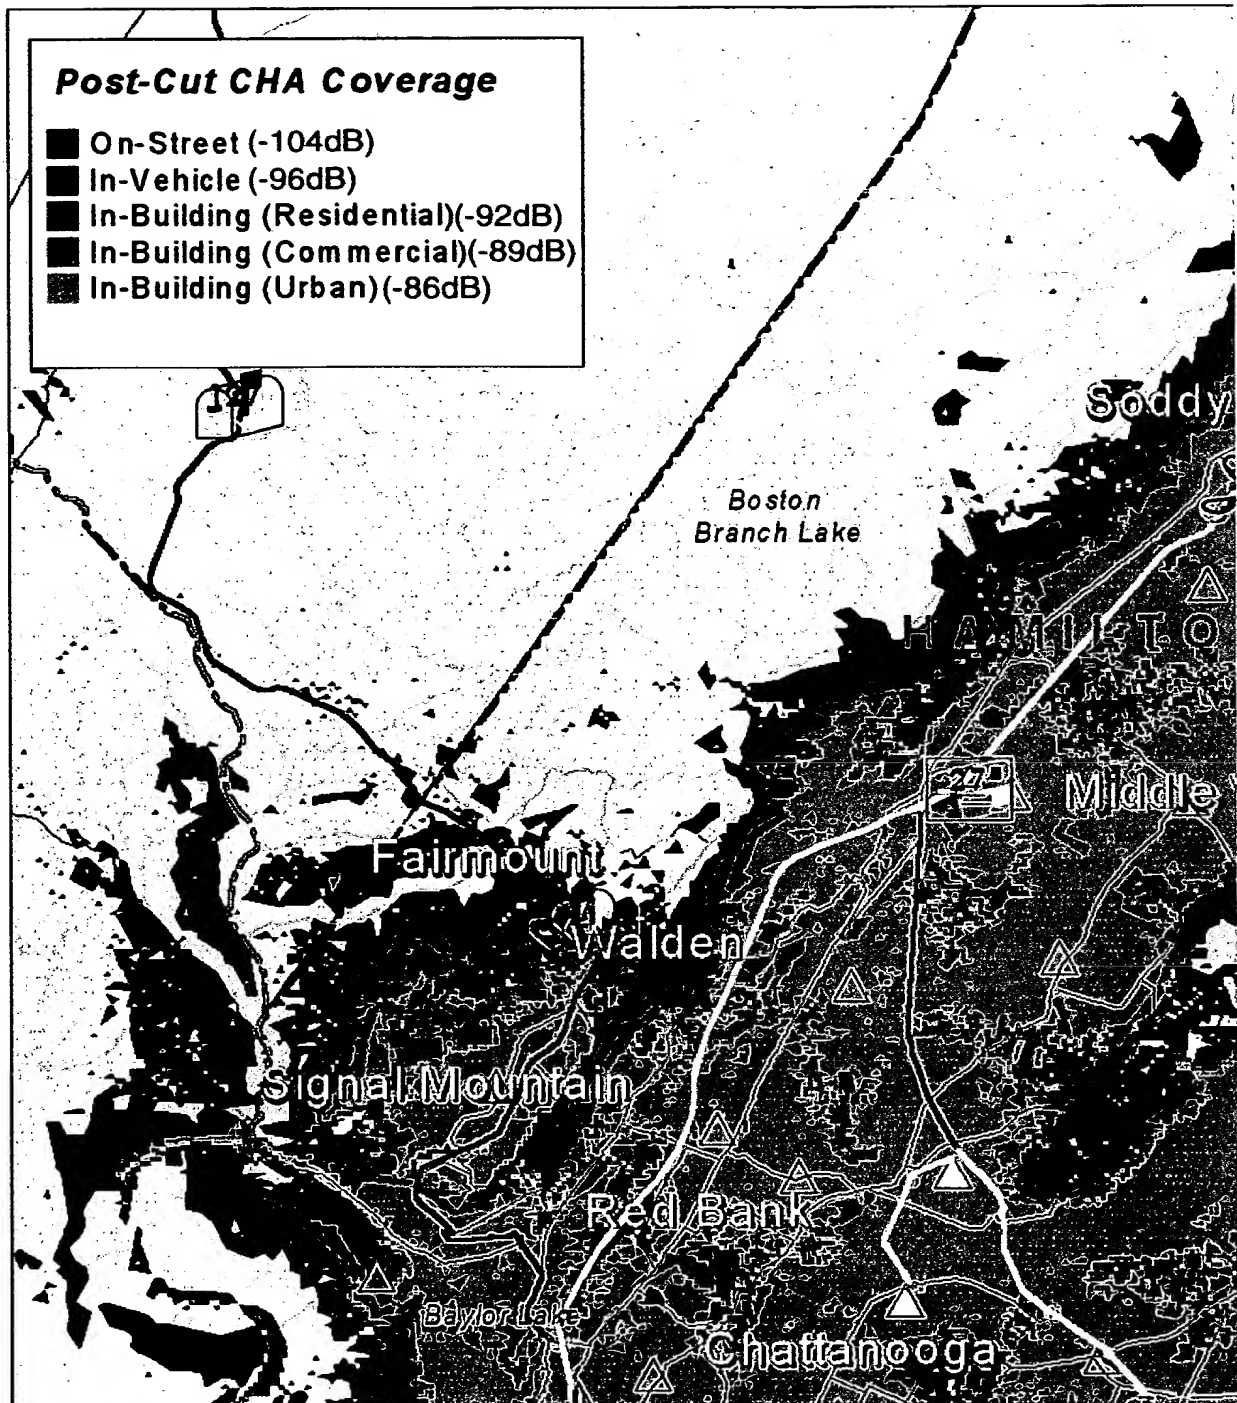 Post-Cut CHA Coverage
On-Street (-104dB)
In-Vehicle (-96dB)
In-Building (Residential)(-92dB)
In-Building (Commercial)(-89dB)
In-Building (Urban)(-86dB)
Soddy
Boston
Branch Lake
HAMILTO
27
Middle
Fairmount
Walden
Signal Mountain
Red Bank
Baylor Lake
Chattanooga